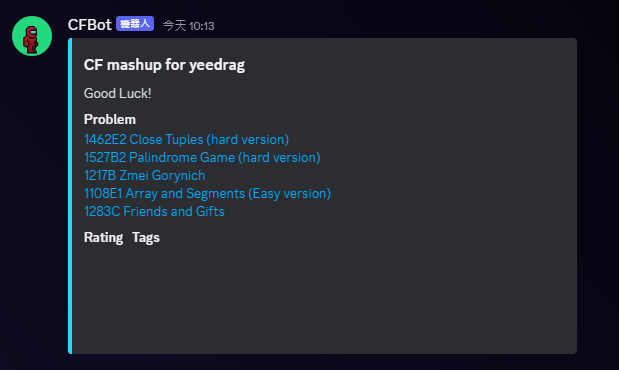 CFBot 機器人 今天 10:13
CF mashup for yeedrag
Good Luck!
Problem
1462E2 Close Tuples (hard version)
1527B2 Palindrome Game (hard version)
1217B Zmei Gorynich
1108E1 Array and Segments (Easy version)
1283C Friends and Gifts
Rating Tags